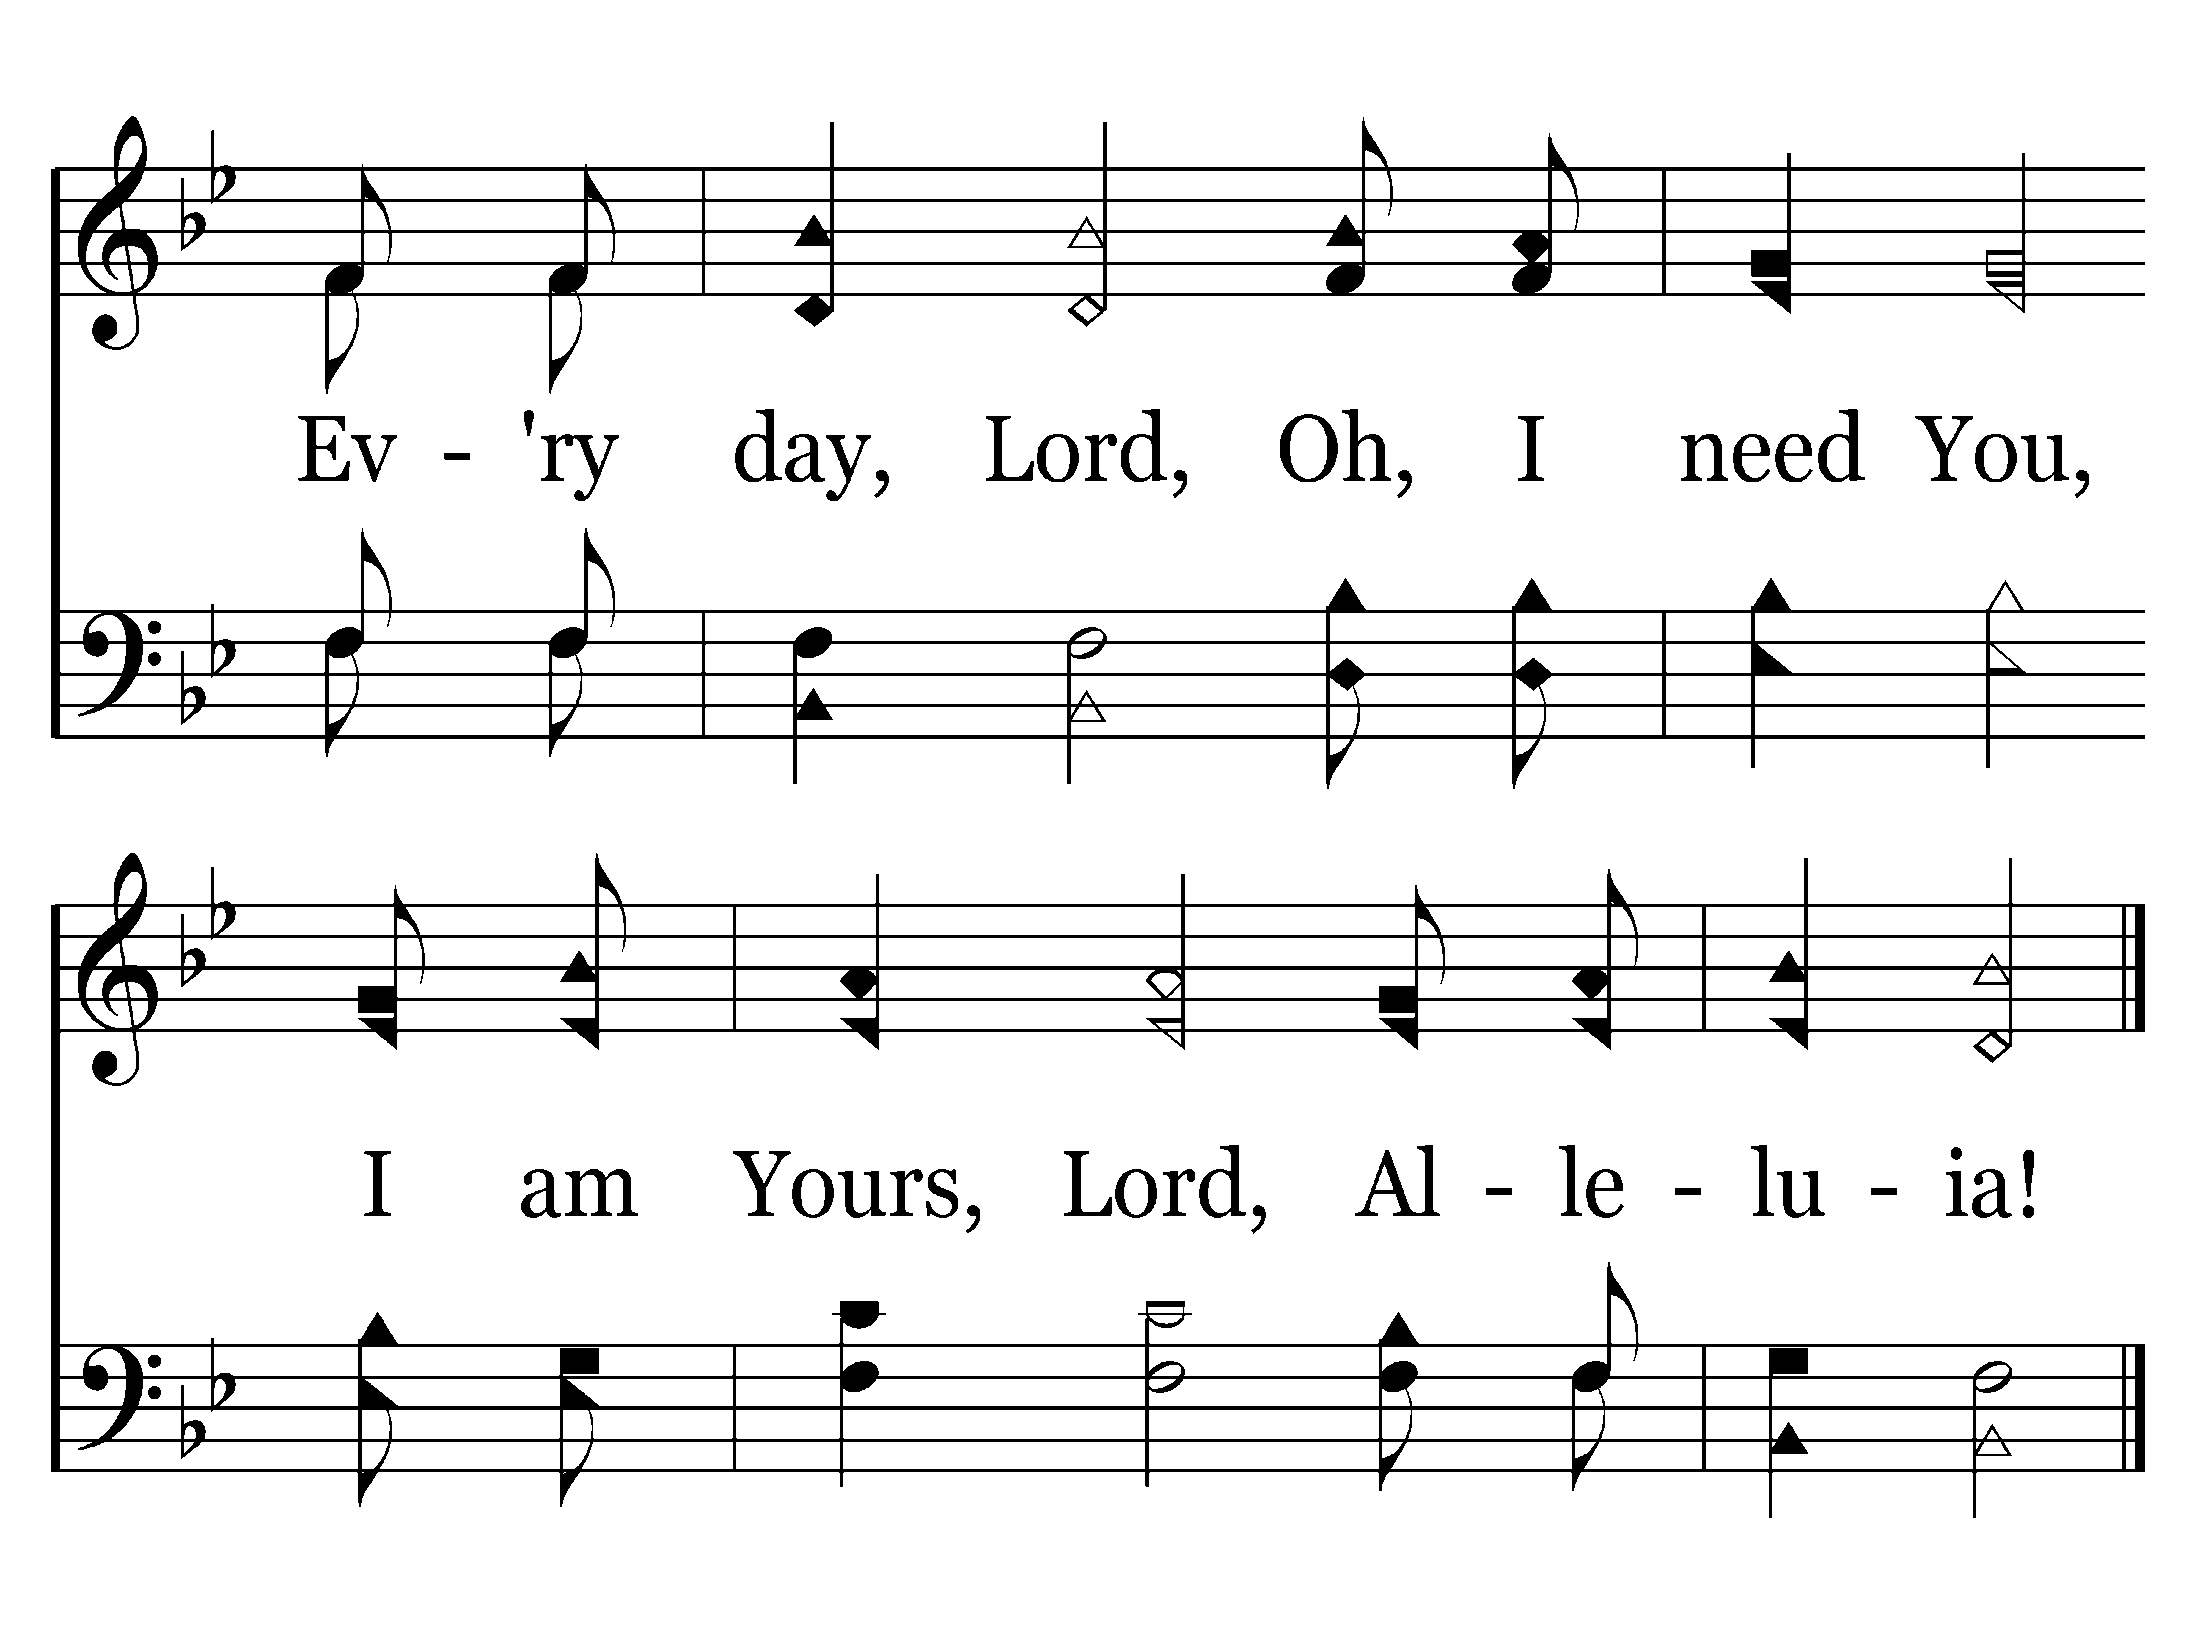 Ev - 'ry day, Lord, Oh, I need You,
I am Yours, Lord, Al - le - lu - ia!